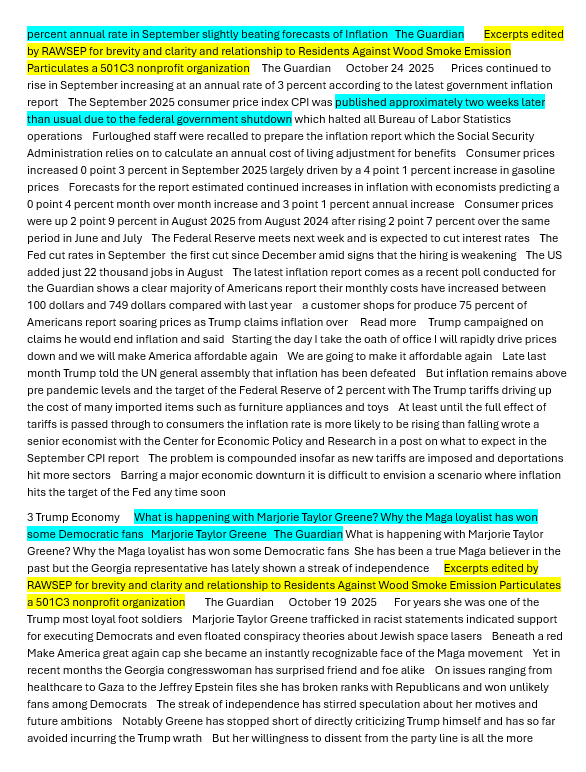 percent annual rate in September slightly beating forecasts of Inflation   The Guardian       Excerpts edited
by RAWSEP for brevity and clarity and relationship to Residents Against Wood Smoke Emission
Particulates a 501C3 nonprofit organization    The Guardian     October 24  2025      Prices continued to
rise in September increasing at an annual rate of 3 percent according to the latest government inflation
report   The September 2025 consumer price index CPI was published approximately two weeks later
than usual due to the federal government shutdown which halted all Bureau of Labor Statistics
operations   Furloughed staff were recalled to prepare the inflation report which the Social Security
Administration relies on to calculate an annual cost of living adjustment for benefits    Consumer prices
increased 0 point 3 percent in September 2025 largely driven by a 4 point 1 percent increase in gasoline
prices   Forecasts for the report estimated continued increases in inflation with economists predicting a
0 point 4 percent month over month increase and 3 point 1 percent annual increase    Consumer prices
were up 2 point 9 percent in August 2025 from August 2024 after rising 2 point 7 percent over the same
period in June and July   The Federal Reserve meets next week and is expected to cut interest rates   The
Fed cut rates in September  the first cut since December amid signs that the hiring is weakening   The US
added just 22 thousand jobs in August    The latest inflation report comes as a recent poll conducted for
the Guardian shows a clear majority of Americans report their monthly costs have increased between
100 dollars and 749 dollars compared with last year    a customer shops for produce 75 percent of
Americans report soaring prices as Trump claims inflation over     Read more     Trump campaigned on
claims he would end inflation and said   Starting the day I take the oath of office I will rapidly drive prices
down and we will make America affordable again    We are going to make it affordable again    Late last
month Trump told the UN general assembly that inflation has been defeated    But inflation remains above
pre pandemic levels and the target of the Federal Reserve of 2 percent with The Trump tariffs driving up
the cost of many imported items such as furniture appliances and toys    At least until the full effect of
tariffs is passed through to consumers the inflation rate is more likely to be rising than falling wrote a
senior economist with the Center for Economic Policy and Research in a post on what to expect in the
September CPI report   The problem is compounded insofar as new tariffs are imposed and deportations
hit more sectors    Barring a major economic downturn it is difficult to envision a scenario where inflation
hits the target of the Fed any time soon
3 Trump Economy     What is happening with Marjorie Taylor Greene? Why the Maga loyalist has won
some Democratic fans   Marjorie Taylor Greene   The Guardian What is happening with Marjorie Taylor
Greene? Why the Maga loyalist has won some Democratic fans  She has been a true Maga believer in the
past but the Georgia representative has lately shown a streak of independence     Excerpts edited by
RAWSEP for brevity and clarity and relationship to Residents Against Wood Smoke Emission Particulates
a 501C3 nonprofit organization      The Guardian     October 19  2025      For years she was one of the
Trump most loyal foot soldiers    Marjorie Taylor Greene trafficked in racist statements indicated support
for executing Democrats and even floated conspiracy theories about Jewish space lasers    Beneath a red
Make America great again cap she became an instantly recognizable face of the Maga movement    Yet in
recent months the Georgia congresswoman has surprised friend and foe alike    On issues ranging from
healthcare to Gaza to the Jeffrey Epstein files she has broken ranks with Republicans and won unlikely
fans among Democrats    The streak of independence has stirred speculation about her motives and
future ambitions    Notably Greene has stopped short of directly criticizing Trump himself and has so far
avoided incurring the Trump wrath    But her willingness to dissent from the party line is all the more